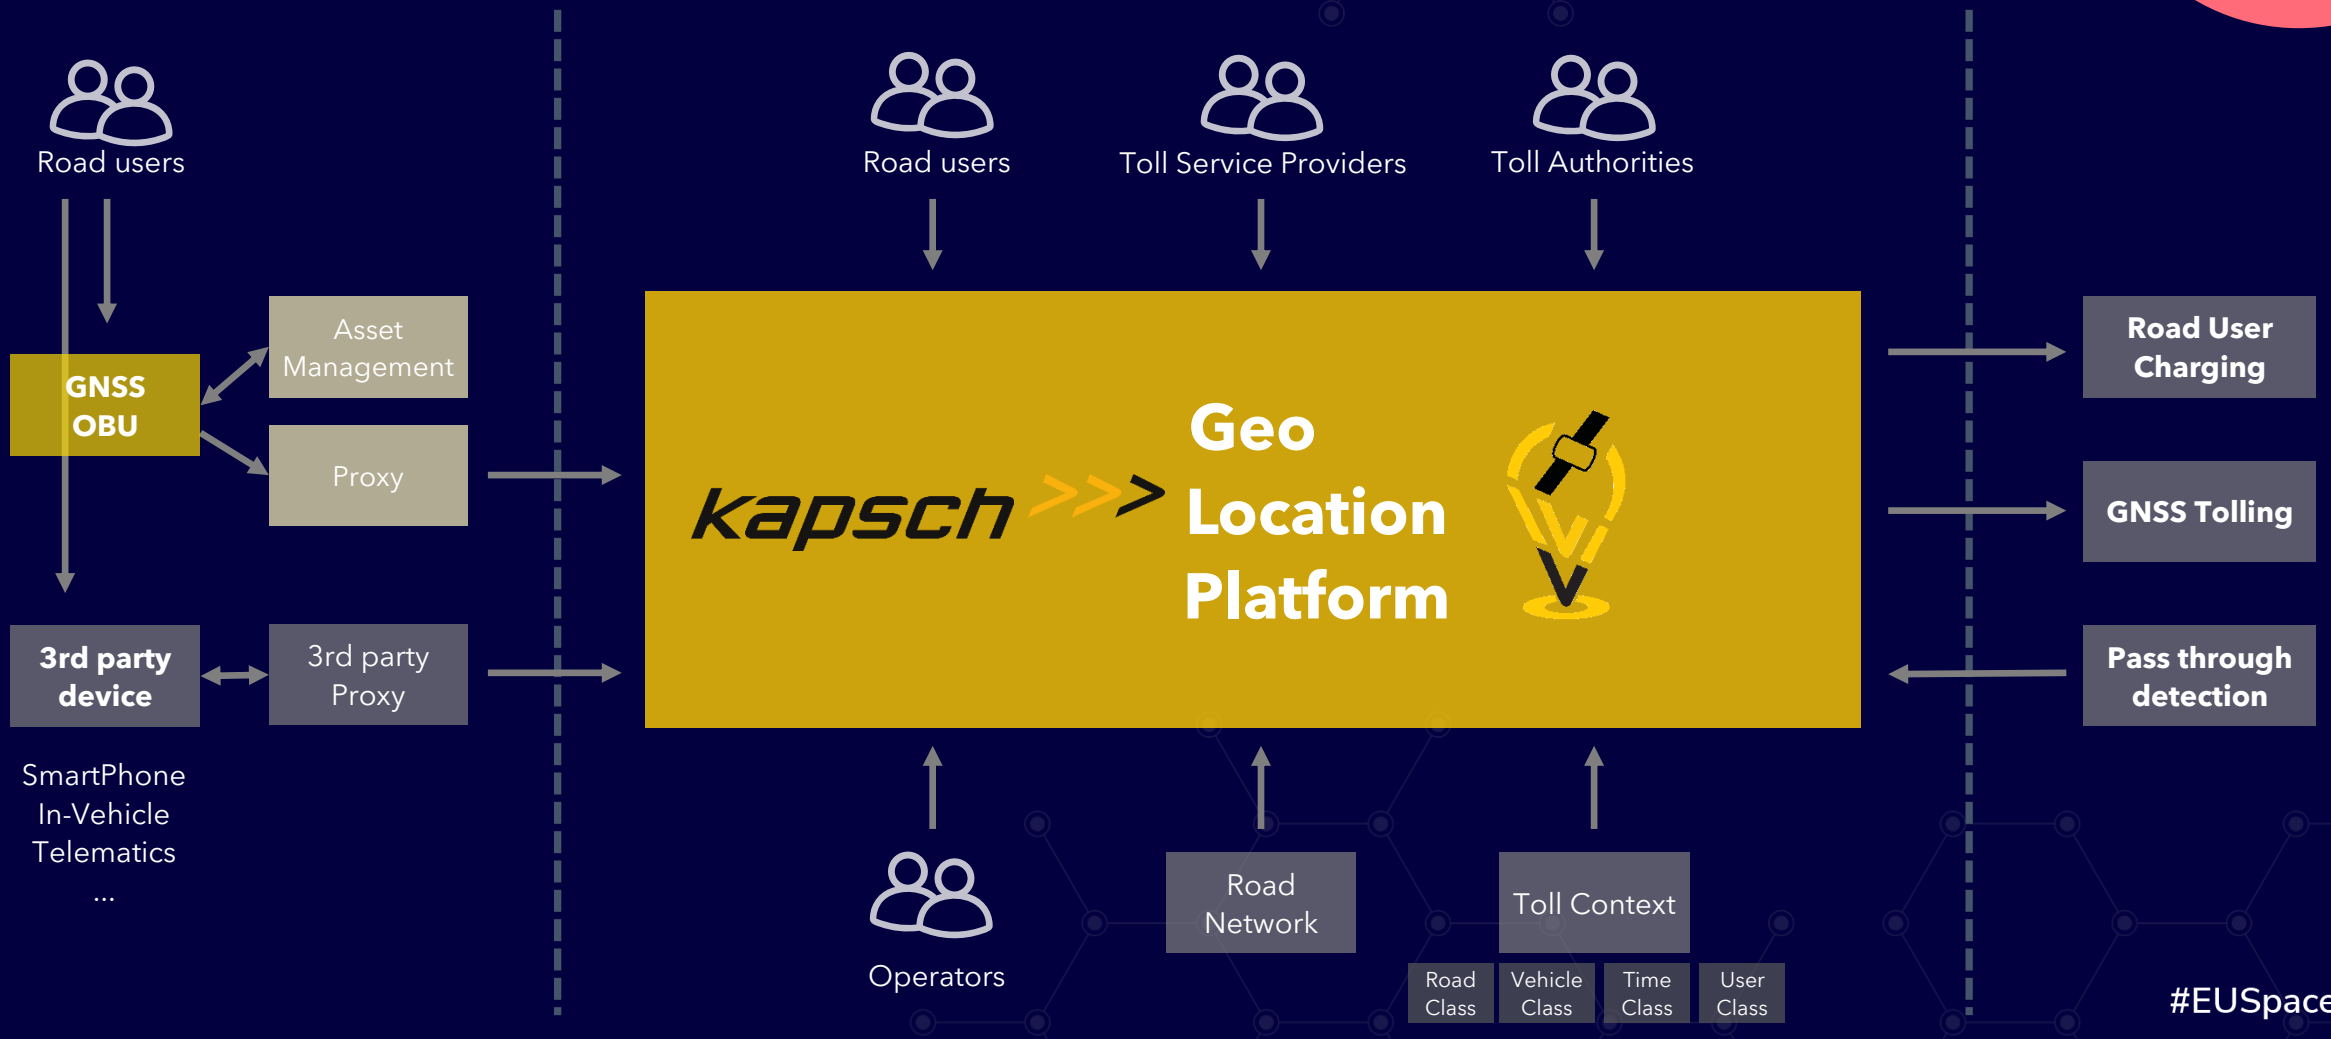 Road users
Road users
Toll Service Providers
Toll Authorities
GNSS
OBU
Asset
Management
Proxy
3rd party
device
3rd party
Proxy
SmartPhone
In-Vehicle
Telematics
...
kapsch >>>
Geo
Location
Platform
Road User
Charging
GNSS Tolling
Pass through
detection
Operators
Road
Network
Toll Context
Road
Class
Vehicle
Class
Time
Class
User
Class
#EUSpace